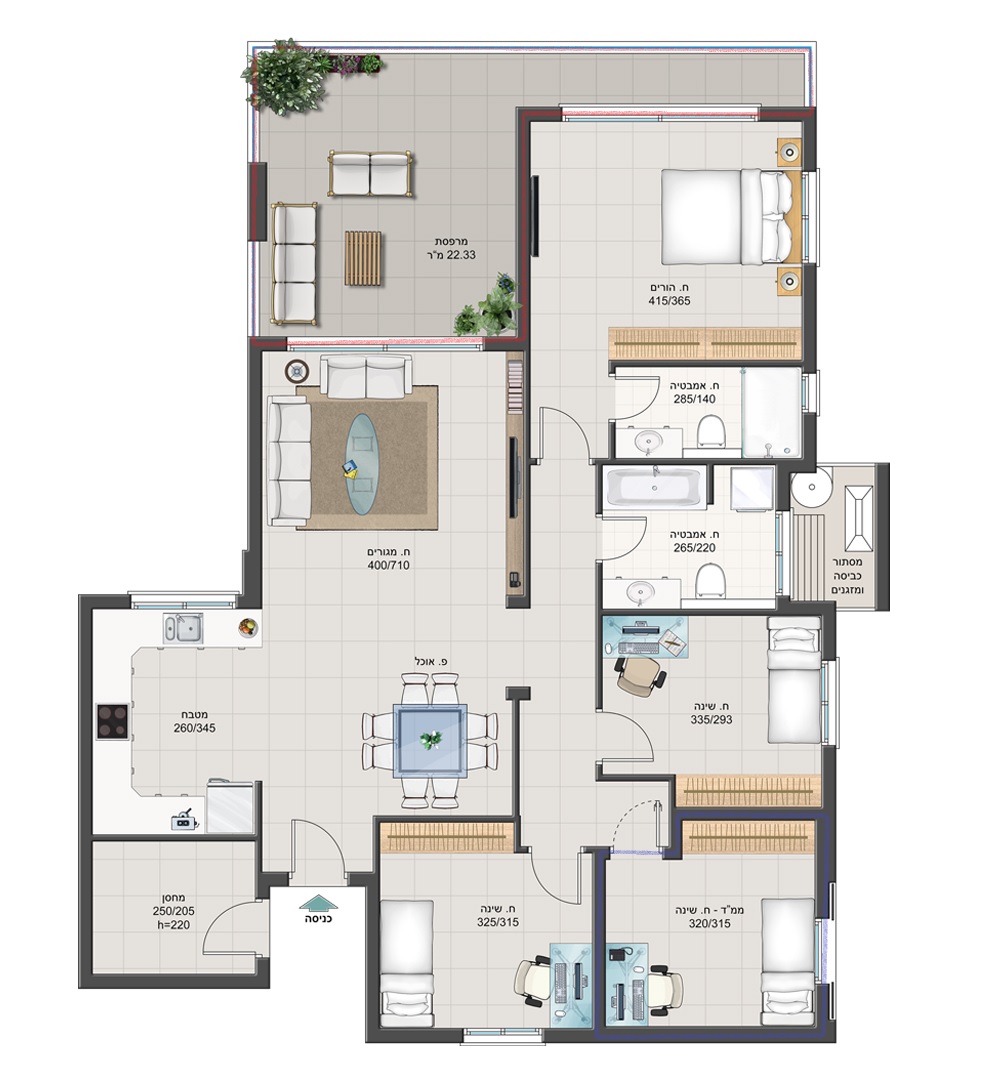 מרפסת
22.33 מ"ר
ח. הורים
415/365
ח. אמבטיה
285/140
ח. אמבטיה
265/220
מסתור
כביסה
ומזגנים
ח. מגורים
400/710
פ. אוכל
מטבח
260/345
ח. שינה
335/293
מחסן
250/205
h=220
כניסה
ח. שינה
325/315
ממ"ד - ח. שינה
320/315